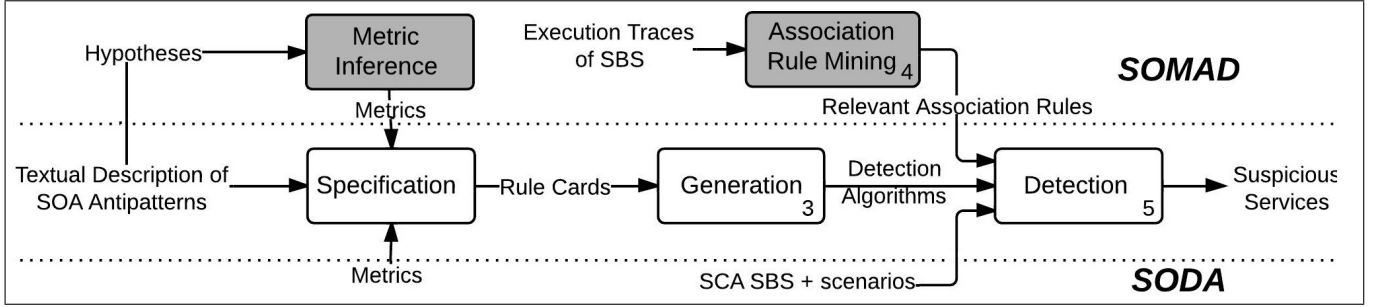 Hypotheses
Metric
Inference
Execution Traces
of SBS
Association
Rule Mining 4
SOMAD
Metrics
Relevant Association Rules
Textual Description of
SOA Antipatterns
Specification
Rule Cards
Generation
3
Detection
Algorithms
Detection
5
Suspicious
Services
Metrics
SCA SBS + scenarios
SODA